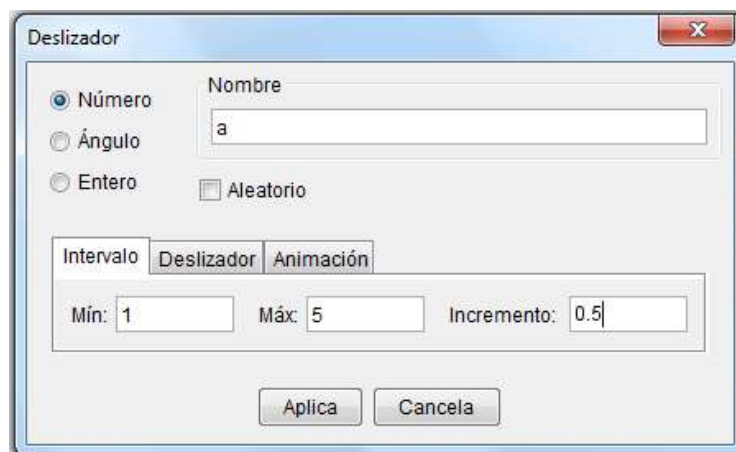 Deslizador
Número
Ángulo
Entero
Nombre
a
Aleatorio
Intervalo Deslizador Animación
Mín: 1 Máx: 5 Incremento: 0.5
Aplica Cancela